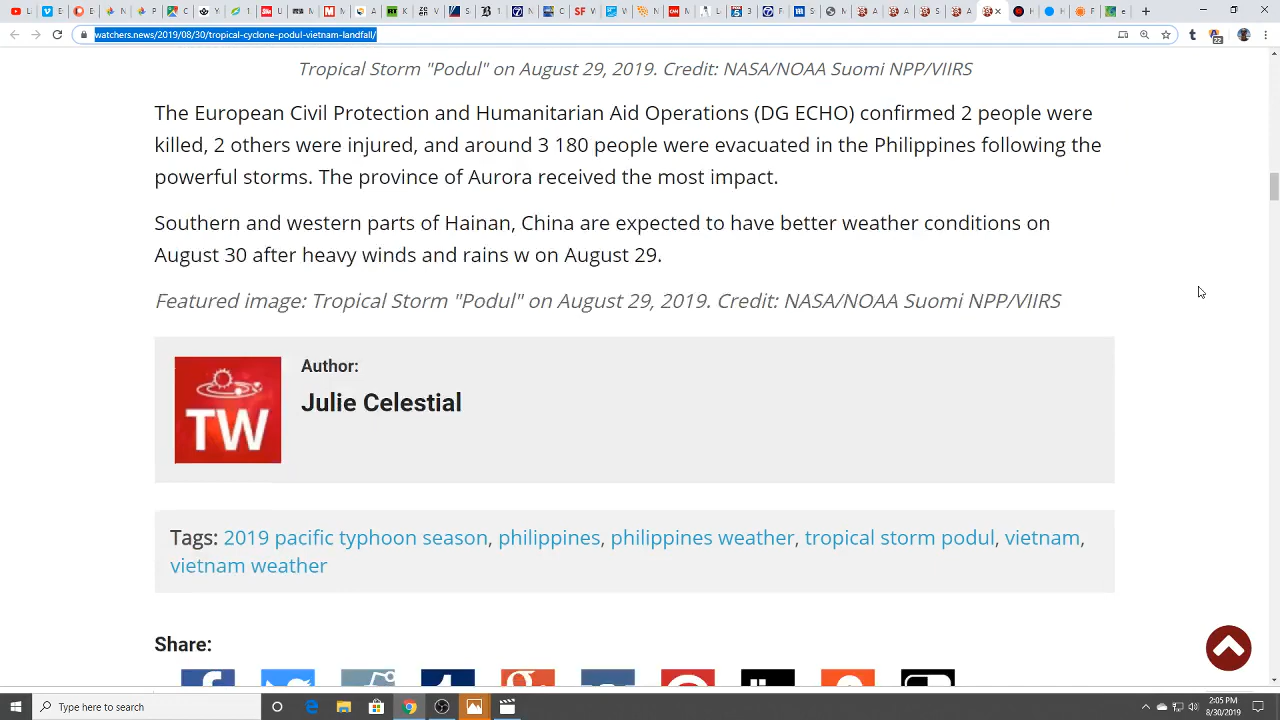 watchers.news/2019/08/30/tropical-cyclone-podul-vietnam-landfall/
22
Tropical Storm "Podul" on August 29, 2019. Credit: NASA/NOAA Suomi NPP/VIIRS
The European Civil Protection and Humanitarian Aid Operations (DG ECHO) confirmed 2 people were
killed, 2 others were injured, and around 3 180 people were evacuated in the Philippines following the
powerful storms. The province of Aurora received the most impact.
Southern and western parts of Hainan, China are expected to have better weather conditions on
August 30 after heavy winds and rains w on August 29.
Featured image: Tropical Storm "Podul" on August 29, 2019. Credit: NASA/NOAA Suomi NPP/VIIRS
TW
Author:
Julie Celestial
Tags: 2019 pacific typhoon season, philippines, philippines weather, tropical storm podul, vietnam,
vietnam weather
Share:
Type here to search
2:05 PM
8/30/2019